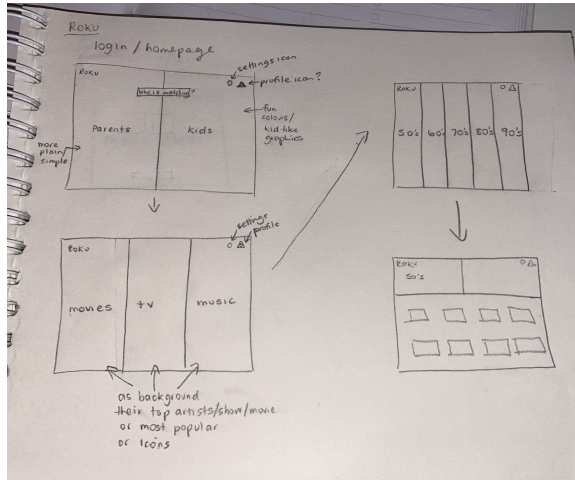 ROKU
login / homepage
settings icon
profile icon?
ROKU
who is watching?
Parents
kids
more
plain/
simple
fun
colors/
kid like
graphics
settings
profile
ROKU
movies
tv
music
as background
their top artists/show/movie
or most popular
or icons
ROKU
50's
60's
70's
80's
90's
ROKU
50's